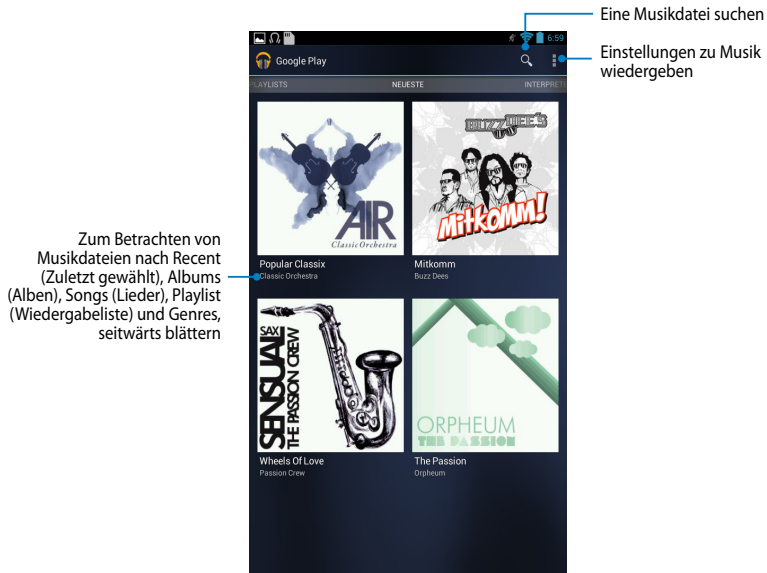 Eine Musikdatei suchen
6:59
Google Play
Einstellungen zu Musik
wiedergeben
PLAYLISTS NEUESTE INTERPRET
BUZZ DEE'S
Mitkomm!
AIR
ClassicOrchestra
Popular Classix
Classic Orchestra
Mitkomm
Buzz Dees
Zum Betrachten von
Musikdateien nach Recent
(Zuletzt gewählt), Albums
(Alben), Songs (Lieder), Playlist
(Wiedergabeliste) und Genres,
seitwärts blättern
SENSUAL
SAX
THE PASSION CREW
ORPHEUM
THE PASSION
Wheels Of Love
Passion Crew
The Passion
Orpheum